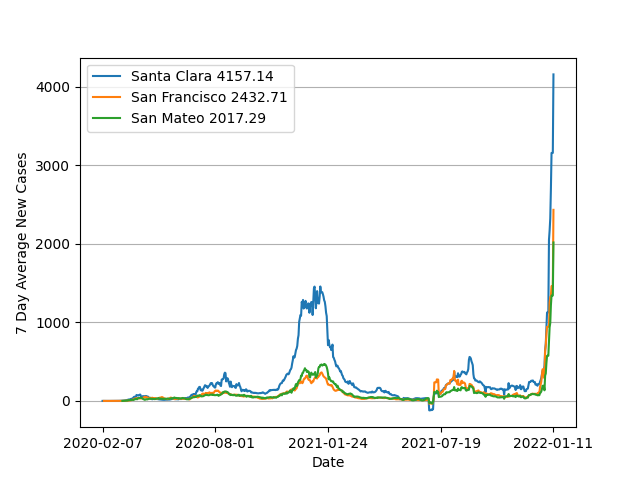 Santa Clara 4157.14
San Francisco 2432.71
San Mateo 2017.29
4000
3000
2000
1000
0
7 Day Average New Cases
2020-02-07 2020-08-01 2021-01-24 2021-07-19 2022-01-11
Date